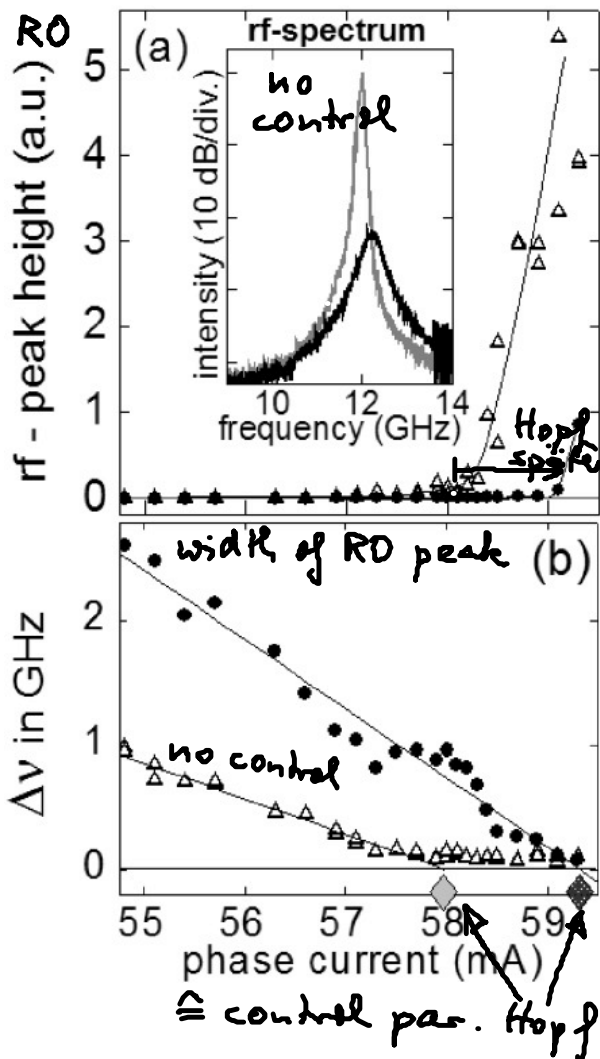 RO
(a)
rf-spectrum
no
control
rf - peak height (a.u.)
5
4
3
2
1
0
intensity (10 dB/div.)
10 12 14
frequency (GHz)
Hopf
width of RO peak
(b)
Δν in GHz
2
1
0
no control
55 56 57 58 59
phase current (mA)
≙ control par. Hopf